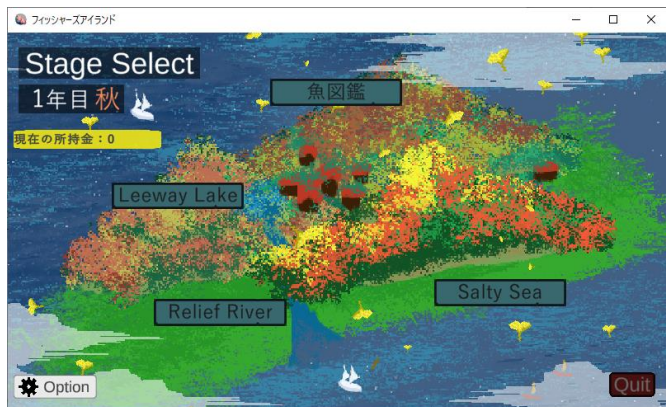 フィッシャーズアイランド
Stage Select
1年目 秋
魚図鑑
現在の所持金：0
Leeway Lake
Salty Sea
Relief River
Option
Quit